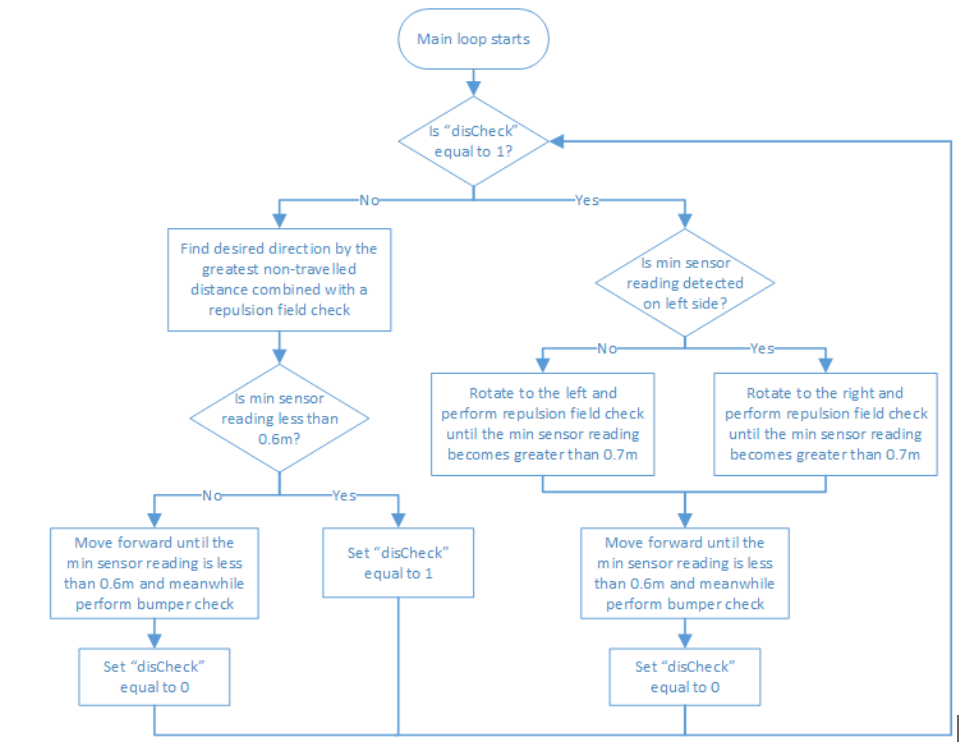 Main loop starts
Is “disCheck”
equal to 1?
No
Yes
Find desired direction by the
greatest non-travelled
distance combined with a
repulsion field check
Is min sensor
reading detected
on left side?
No
Yes
Is min sensor
reading less than
0.6m?
Rotate to the left and
perform repulsion field check
until the min sensor reading
becomes greater than 0.7m
Rotate to the right and
perform repulsion field check
until the min sensor reading
becomes greater than 0.7m
No
Yes
Move forward until the
min sensor reading is less
than 0.6m and meanwhile
perform bumper check
Set “disCheck”
equal to 1
Move forward until the
min sensor reading is less
than 0.6m and meanwhile
perform bumper check
Set “disCheck”
equal to 0
Set “disCheck”
equal to 0